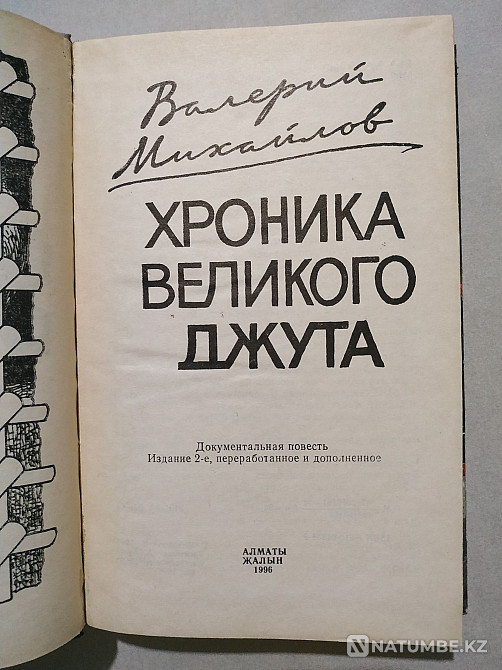 Валерий
Михайлов
ХРОНИКА
ВЕЛИКОГО
ДЖУТА
Документальная повесть
Издание 2-е, переработанное и дополненное
АЛМАТЫ
ЖАЛЫН
1996
NATUMBE.KZ